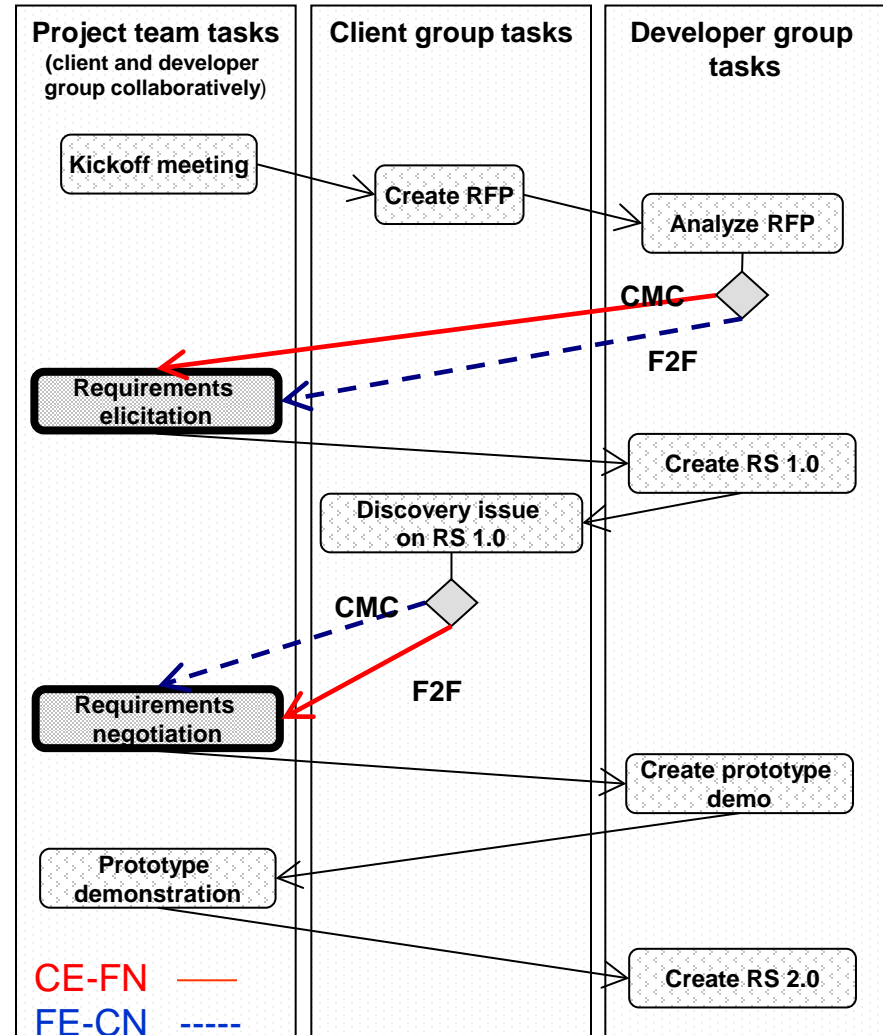 Project team tasks
(client and developer
group collaboratively)
Client group tasks
Developer group
tasks
Kickoff meeting
Create RFP
Analyze RFP
CMC
F2F
Requirements
elicitation
Create RS 1.0
Discovery issue
on RS 1.0
CMC
F2F
Requirements
negotiation
Create prototype
demo
Prototype
demonstration
Create RS 2.0
CE-FN
FE-CN